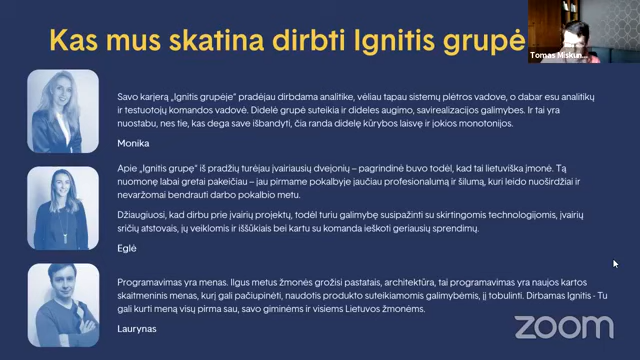 Kas mus skatina dirbti Ignitis grupė
Tomas Miskun...
Savo karjerą „Ignitis grupėje“ pradėjau dirbdama analitike, vėliau tapau sistemų plėtros vadove, o dabar esu analitikų
ir testuotojų komandos vadovė. Didelė grupė suteikia ir dideles augimo, savirealizacijos galimybes. Ir tai yra
nuostabu, nes tie, kas dega save išbandyti, čia randa didelę kūrybos laisvę ir jokios monotonijos.
Monika
Apie „Ignitis grupę“ iš pradžių turėjau įvairiausių dvejonių – pagrindinė buvo todėl, kad tai lietuviška įmonė. Tą
nuomonę labai greitai pakeičiau – jau pirmame pokalbyje jaučiau profesionalumą ir šilumą, kuri leido nuoširdžiai ir
nevaržomai bendrauti darbo pokalbio metu.
Džiaugiuosi, kad dirbu prie įvairių projektų, todėl turiu galimybę susipažinti su skirtingomis technologijomis, įvairių
sričių atstovais, jų veiklomis ir iššūkiais bei kartu su komanda ieškoti geriausių sprendimų.
Eglė
Programavimas yra menas. Ilgus metus žmonės grožisi pastatais, architektūra, tai programavimas yra naujos kartos
skaitmeninis menas, kurį gali pačiupinėti, naudotis produkto suteikiamomis galimybėmis, jį tobulinti. Dirbamas Ignitis - Tu
gali kurti meną visų pirma sau, savo giminėms ir visiems Lietuvos žmonėms.
Laurynas
zoom